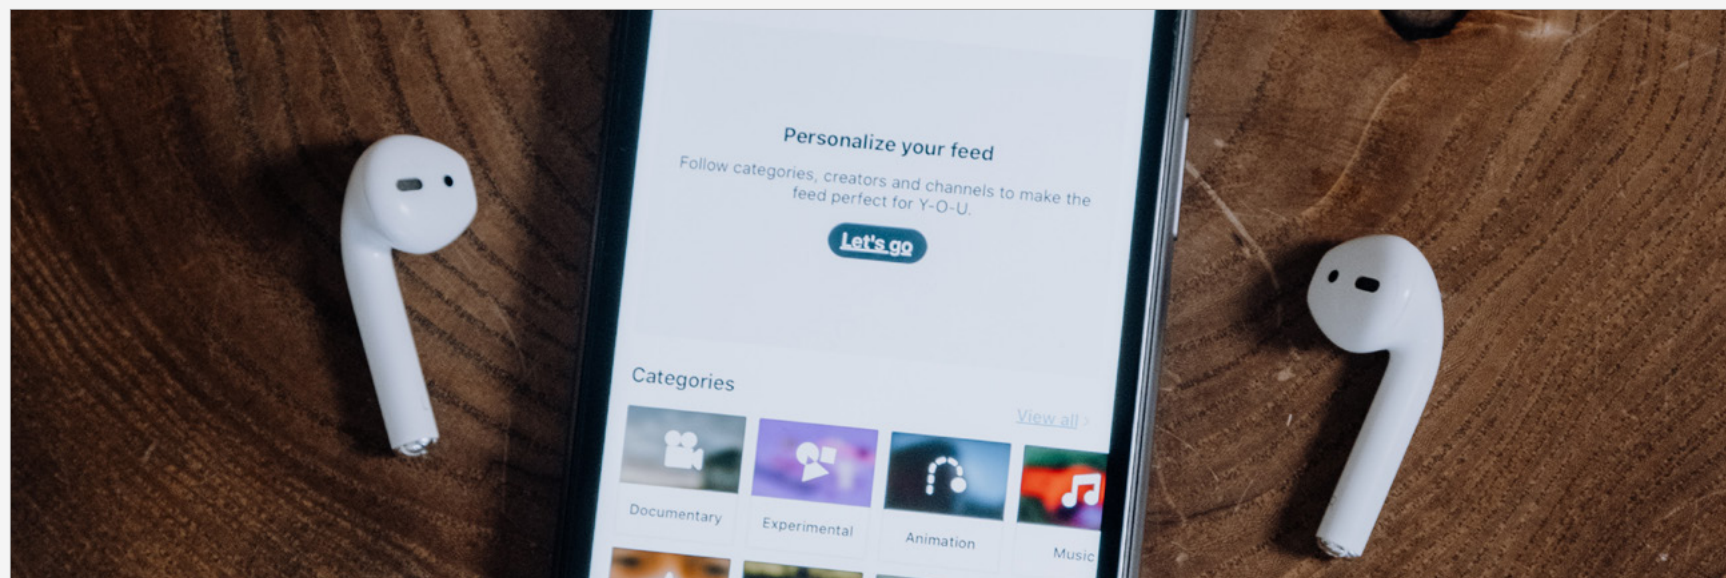 Personalize your feed
Follow categories, creators and channels to make the
feed perfect for Y-O-U.
Let's go
Categories
View all >
Documentary
Experimental
Animation
Music